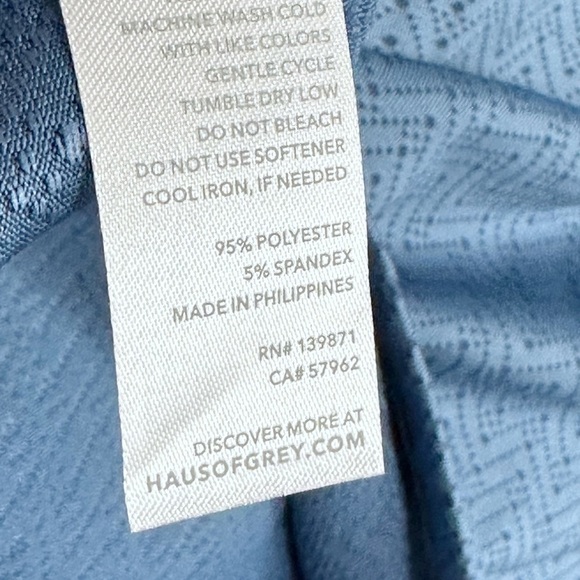 MACHINE WASH COLD
WITH LIKE COLORS
GENTLE CYCLE
TUMBLE DRY LOW
DO NOT BLEACH
DO NOT USE SOFTENER
COOL IRON, IF NEEDED
95% POLYESTER
5% SPANDEX
MADE IN PHILIPPINES
RN# 139871
CA# 57962
DISCOVER MORE AT
HAUSOFGREY.COM